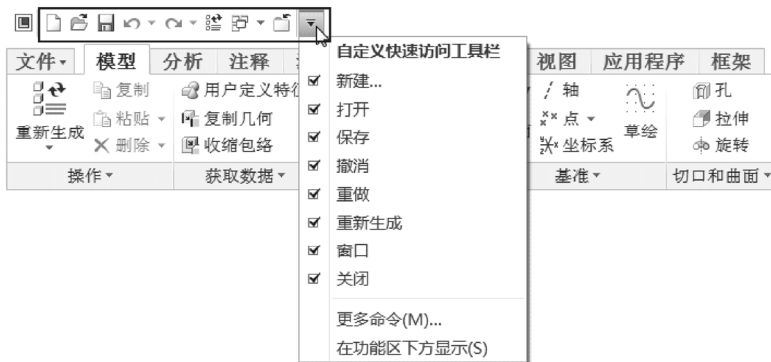 自定义快速访问工具栏
文件 模型 分析 注释 视图 应用程序 框架
重新生成
复制
粘贴
删除
操作
用户定义特征
复制几何
收缩包络
获取数据
新建...
打开
保存
撤消
重做
重新生成
窗口
关闭
更多命令(M)...
在功能区下方显示(S)
轴
点
坐标系
草绘
基准
孔
拉伸
旋转
切口和曲面